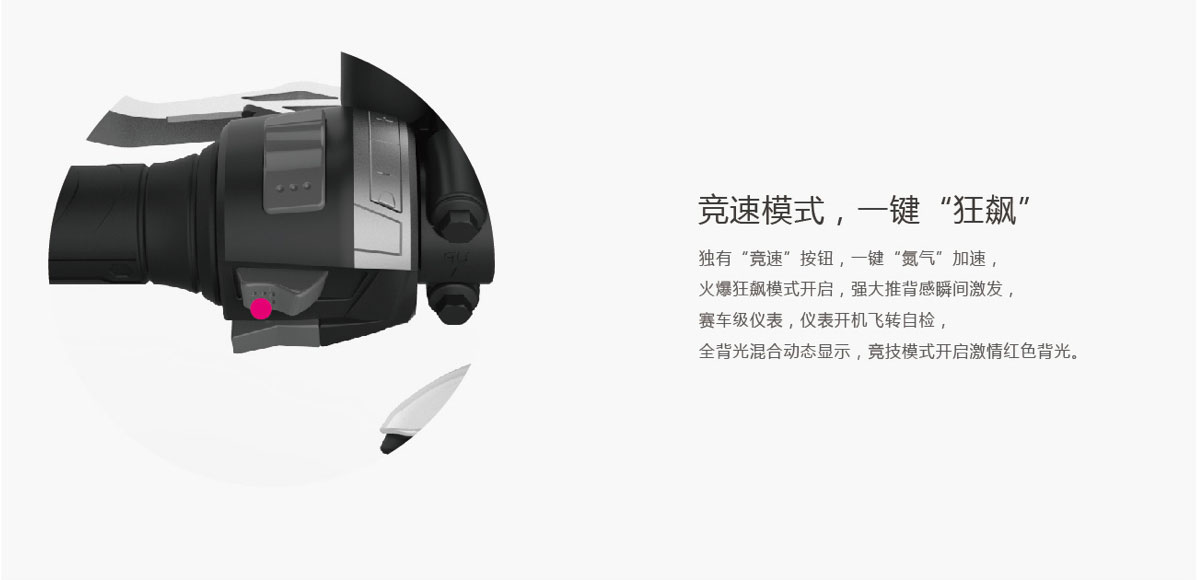 竞速模式，一键“狂飙”
独有“竞速”按钮，一键“氮气”加速，
火爆狂飙模式开启，强大推背感瞬间激发，
赛车级仪表，仪表开机飞转自检，
全背光混合动态显示，竞技模式开启激情红色背光。